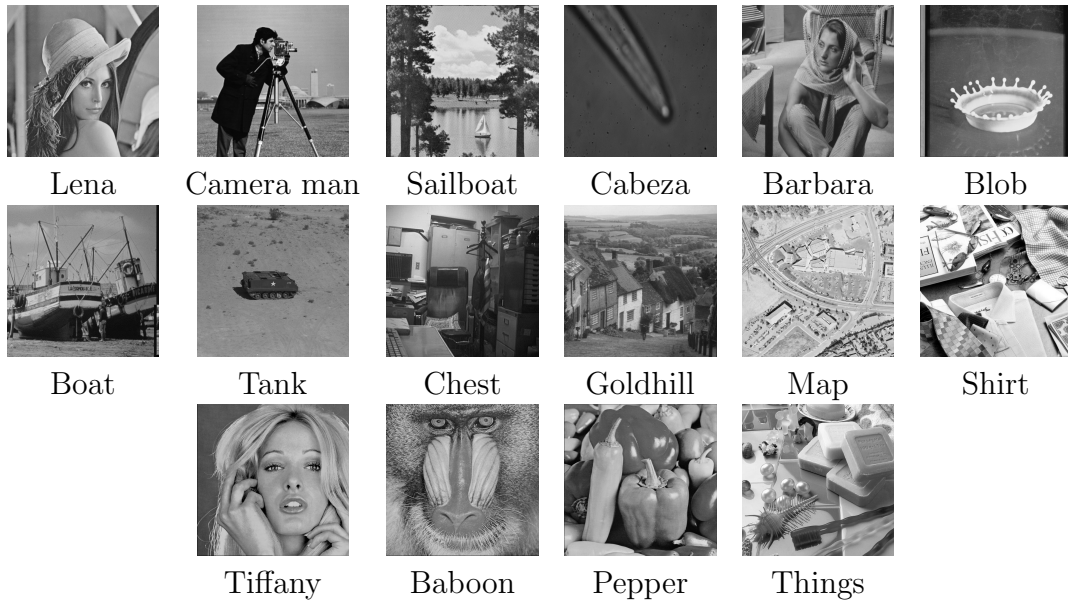 Lena Camera man Sailboat Cabeza Barbara Blob
Boat Tank Chest Goldhill Map Shirt
Tiffany Baboon Pepper Things